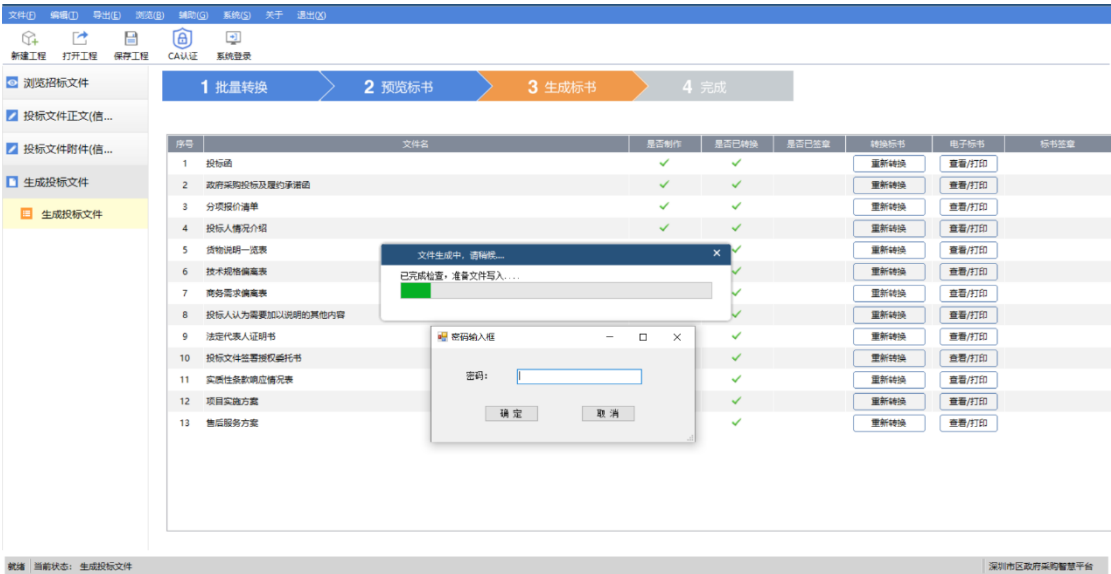 文件(F) 编辑(T) 导出(E) 浏览(B) 辅助(G) 系统(S) 关于 退出(X)
新建工程 打开工程 保存工程 CA认证 系统登录
浏览招标文件
投标文件正文(信...
投标文件附件(信...
生成投标文件
生成投标文件
1 批量转换 2 预览标书 3 生成标书 4 完成
序号 文件名 是否制作 是否已转换 是否已签章 转换标书 电子标书 标书签章
1 投标函 重新转换 查看/打印
2 政府采购投标及履约承诺函 重新转换 查看/打印
3 分项报价清单 重新转换 查看/打印
4 投标人情况介绍 重新转换 查看/打印
5 货物说明一览表 重新转换 查看/打印
6 技术规格偏离表 重新转换 查看/打印
7 商务需求偏离表 重新转换 查看/打印
8 投标人认为需要加以说明的其他内容 重新转换 查看/打印
9 法定代表人证明书 重新转换 查看/打印
10 投标文件签署授权委托书 重新转换 查看/打印
11 实质性条款响应情况表 重新转换 查看/打印
12 项目实施方案 重新转换 查看/打印
13 售后服务方案 重新转换 查看/打印
文件生成中，请稍候....
已完成检查，准备文件写入....
密码输入框
密码:
确定 取消
就绪 当前状态: 生成投标文件 深圳市区政府采购智慧平台